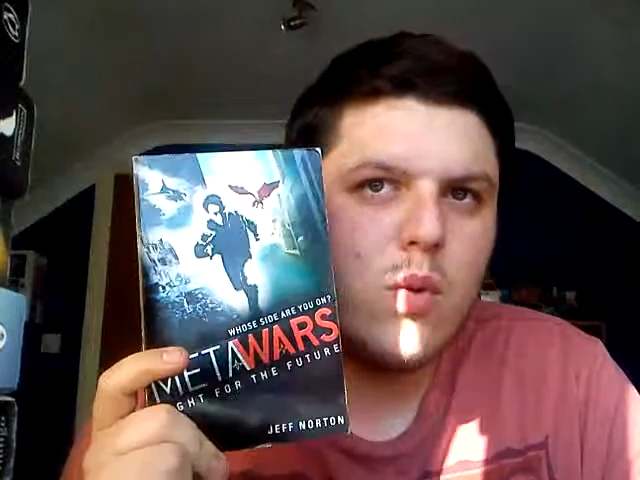 WHOSE SIDE ARE YOU ON?
METAWARS
GHT FOR THE FUTURE
JEFF NORTON